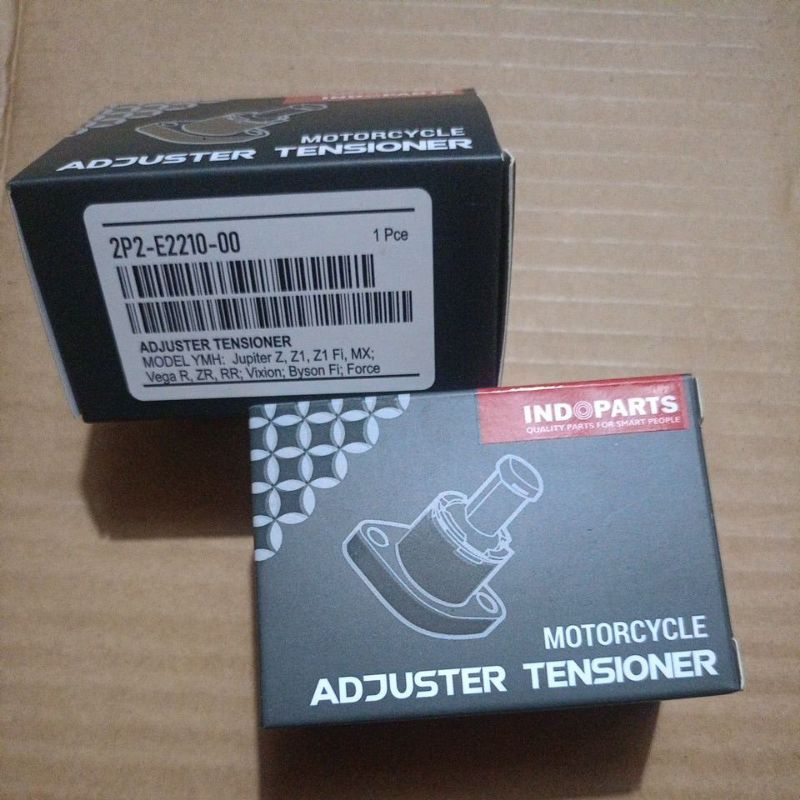 INDOPARTS
MOTORCYCLE
ADJUSTER TENSIONER
2P2-E2210-00
1 Pce
ADJUSTER TENSIONER
MODEL YMH: Jupiter Z, Z1, Z1 Fi, MX;
Vega R, ZR, RR; Vixion; Byson Fi; Force
INDOPARTS
QUALITY PARTS FOR SMART PEOPLE
MOTORCYCLE
ADJUSTER TENSIONER